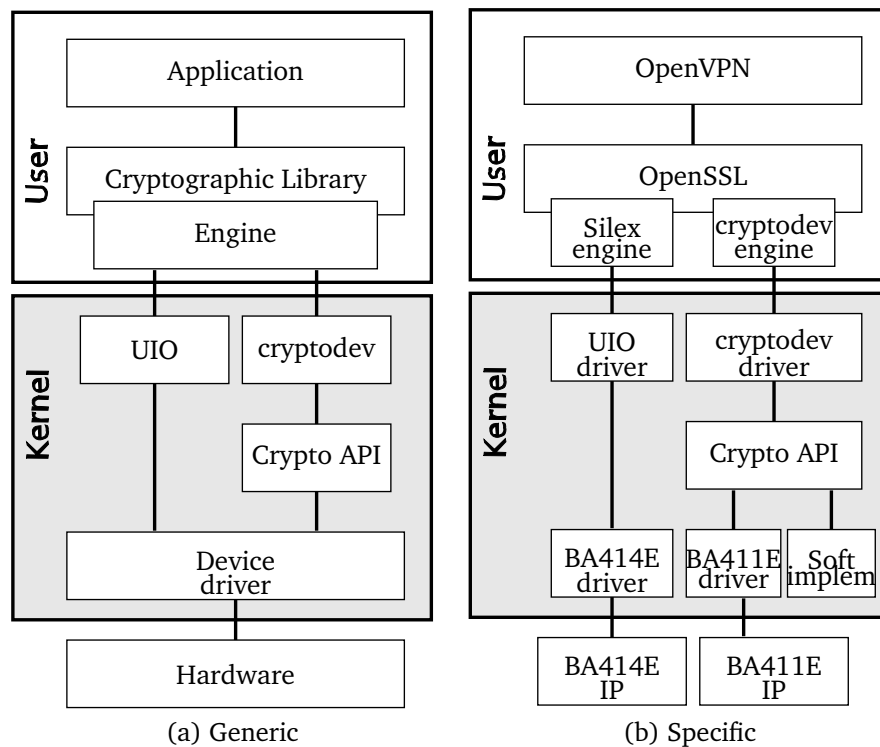 Application
User
Cryptographic Library
Engine
Kernel
UIO
cryptodev
Crypto API
Device
driver
Hardware
(a) Generic
OpenVPN
User
OpenSSL
Silex
engine
cryptodev
engine
Kernel
UIO
driver
cryptodev
driver
Crypto API
BA414E
driver
BA411E
driver
Soft
implem
BA414E
IP
BA411E
IP
(b) Specific